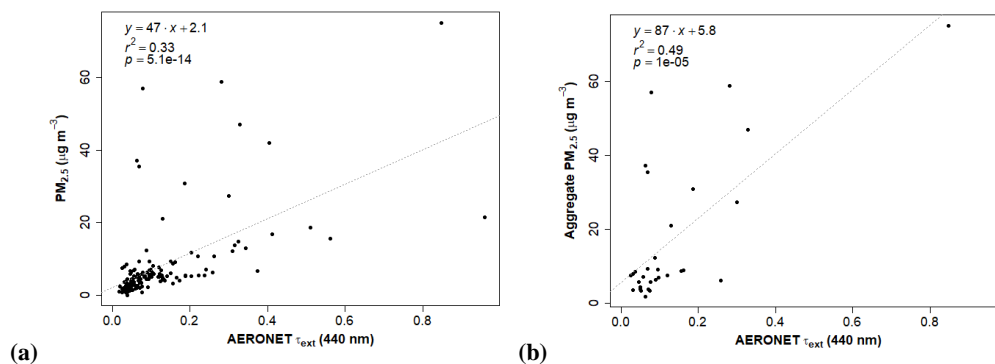 y = 47 · x + 2.1
r² = 0.33
p = 5.1e-14
PM2.5 (μg m⁻³)
0 20 40 60
0.0 0.2 0.4 0.6 0.8
AERONET τext (440 nm)
(a)
y = 87 · x + 5.8
r² = 0.49
p = 1e-05
Aggregate PM2.5 (μg m⁻³)
0 20 40 60
0.0 0.2 0.4 0.6 0.8
AERONET τext (440 nm)
(b)